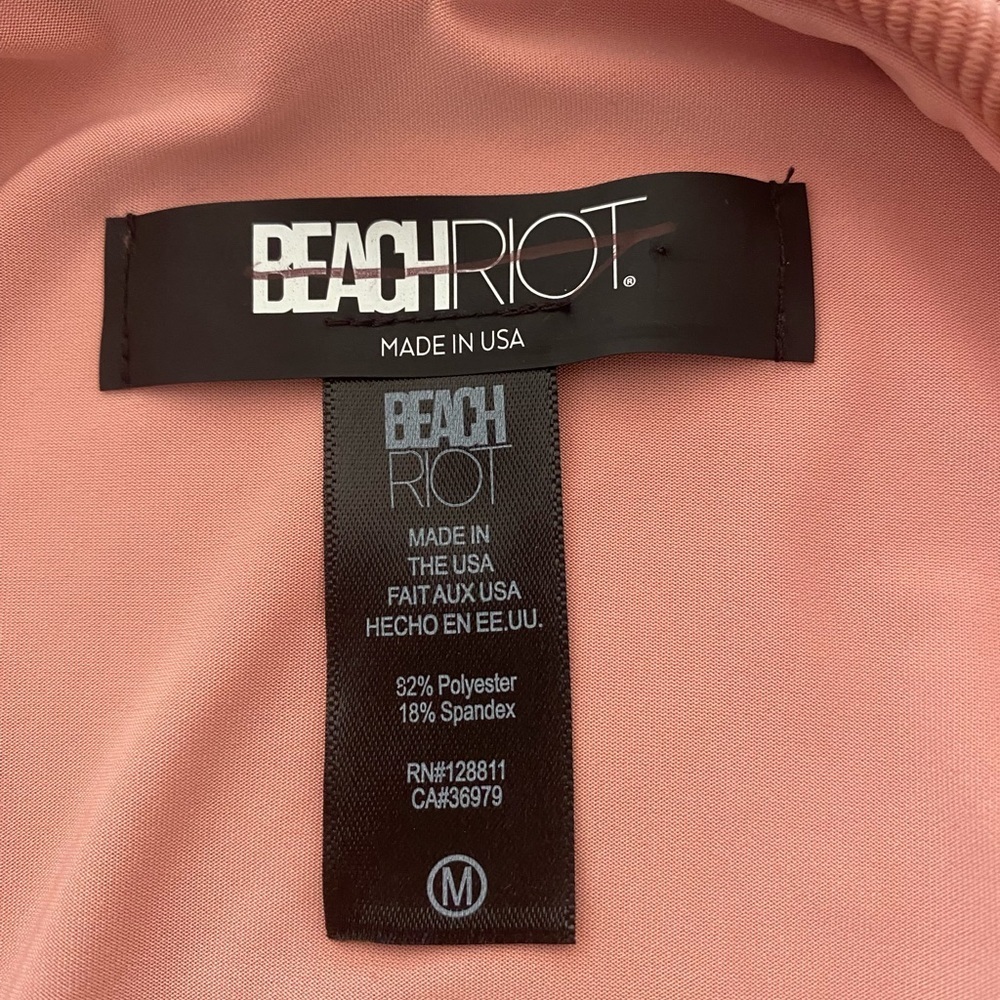 BEACHRIOT®
MADE IN USA
BEACH
RIOT
MADE IN
THE USA
FAIT AUX USA
HECHO EN EE.UU.
82% Polyester
18% Spandex
RN#128811
CA#36979
M